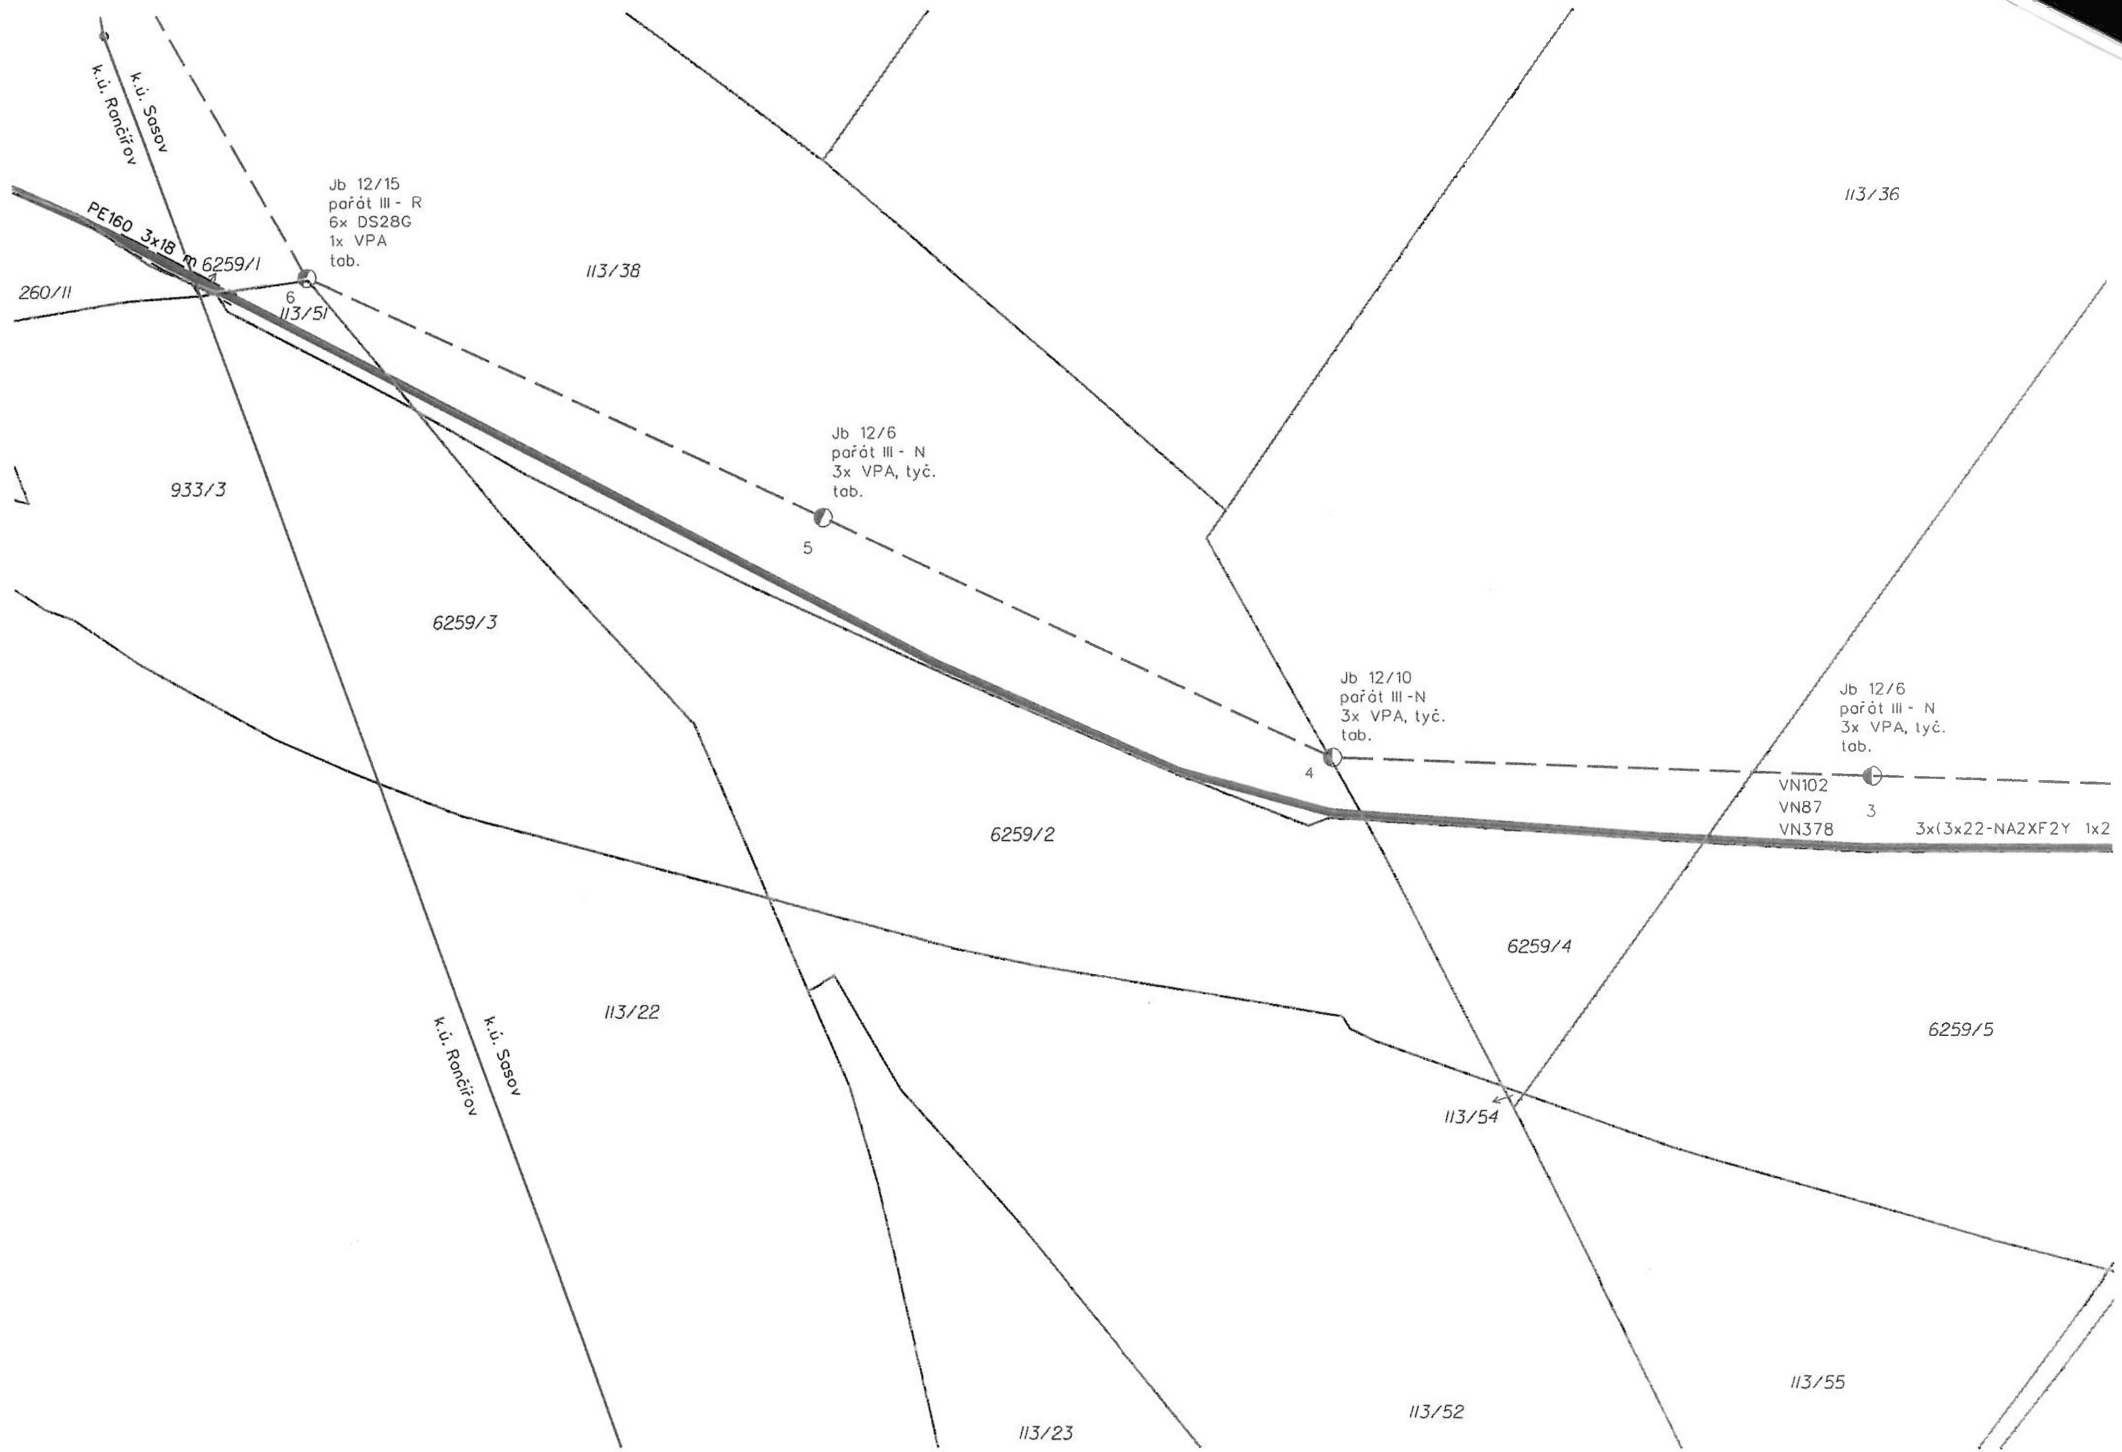 k.ú. Sasov
k.ú. Rančířov
Jb 12/15
pařát III - R
6x DS28G
1x VPA
tab.
113/36
PE160 3x18 m
6259/1
113/38
260/11
6
113/51
Jb 12/6
pařát III - N
3x VPA, tyč.
tab.
933/3
5
6259/3
Jb 12/10
pařát III -N
3x VPA, tyč.
tab.
Jb 12/6
pařát III - N
3x VPA, tyč.
tab.
4
VN102
VN87
3
VN378
3x(3x22-NA2XF2Y 1x2
6259/2
6259/4
113/22
k.ú. Sasov
k.ú. Rančířov
6259/5
113/54
113/55
113/52
113/23